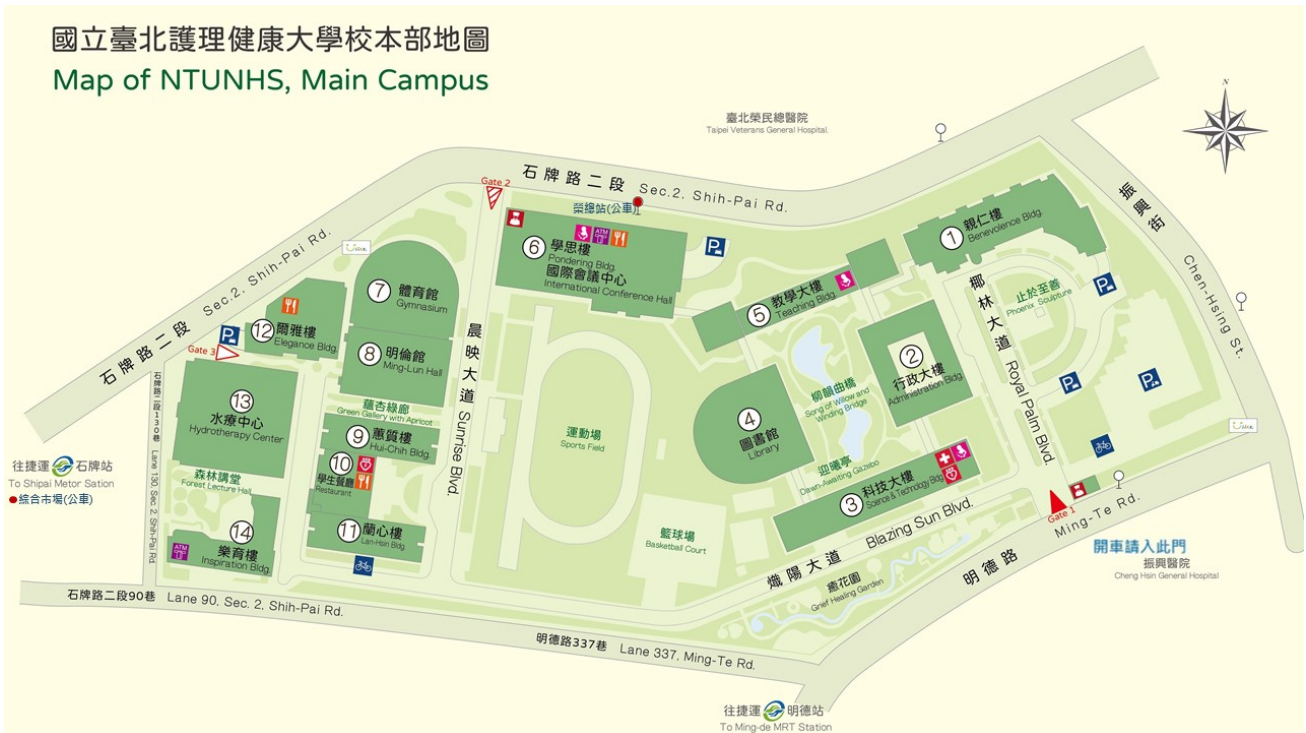 國立臺北護理健康大學校本部地圖
Map of NTUNHS, Main Campus
N
臺北榮民總醫院
Taipei Veterans General Hospital
石牌路二段 Sec.2, Shih-Pai Rd.
Gate 2
榮總站(公車)
振興街 Chen-Hsing St.
石牌路二段 Sec.2, Shih-Pai Rd.
① 親仁樓
Benevolence Bldg.
ATM
⑥ 學思樓
Pondering Bldg.
國際會議中心
International Conference Hall
P
⑦ 體育館
Gymnasium
⑤ 教學大樓
Teaching Bldg.
椰林大道 Royal Palm Blvd.
止於至善
Phoenix Sculpture
P
⑫ 爾雅樓
Elegance Bldg.
P
Gate 3
⑧ 明倫館
Ming-Lun Hall
晨映大道 Sunrise Blvd.
② 行政大樓
Administration Bldg.
P
P
柳韻曲橋
Song of Willow and
Winding Bridge
⑬ 水療中心
Hydrotherapy Center
蘊杏綠廊
Green Gallery with Apricot
④ 圖書館
Library
運動場
Sports Field
⑨ 蕙質樓
Hui-Chih Bldg.
石牌路二段130巷 Lane 130, Sec. 2, Shih-Pai Rd.
往捷運 石牌站
To Shipai Metor Sation
綜合市場(公車)
森林講堂
Forest Lecture Hall
⑩ 學生餐廳
Restaurant
迎曦亭
Dawn-Awaiting Gazebo
③ 科技大樓
Science & Technology Bldg.
Gate 1
明德路 Ming-Te Rd.
⑭ 樂育樓
Inspiration Bldg.
ATM
⑪ 蘭心樓
Lan-Hsin Bldg.
籃球場
Basketball Court
熾陽大道 Blazing Sun Blvd.
開車請入此門
振興醫院
Cheng Hsin General Hospital
癒花園
Grief Healing Garden
石牌路二段90巷 Lane 90, Sec. 2, Shih-Pai Rd.
明德路337巷 Lane 337, Ming-Te Rd.
往捷運 明德站
To Ming-de MRT Station